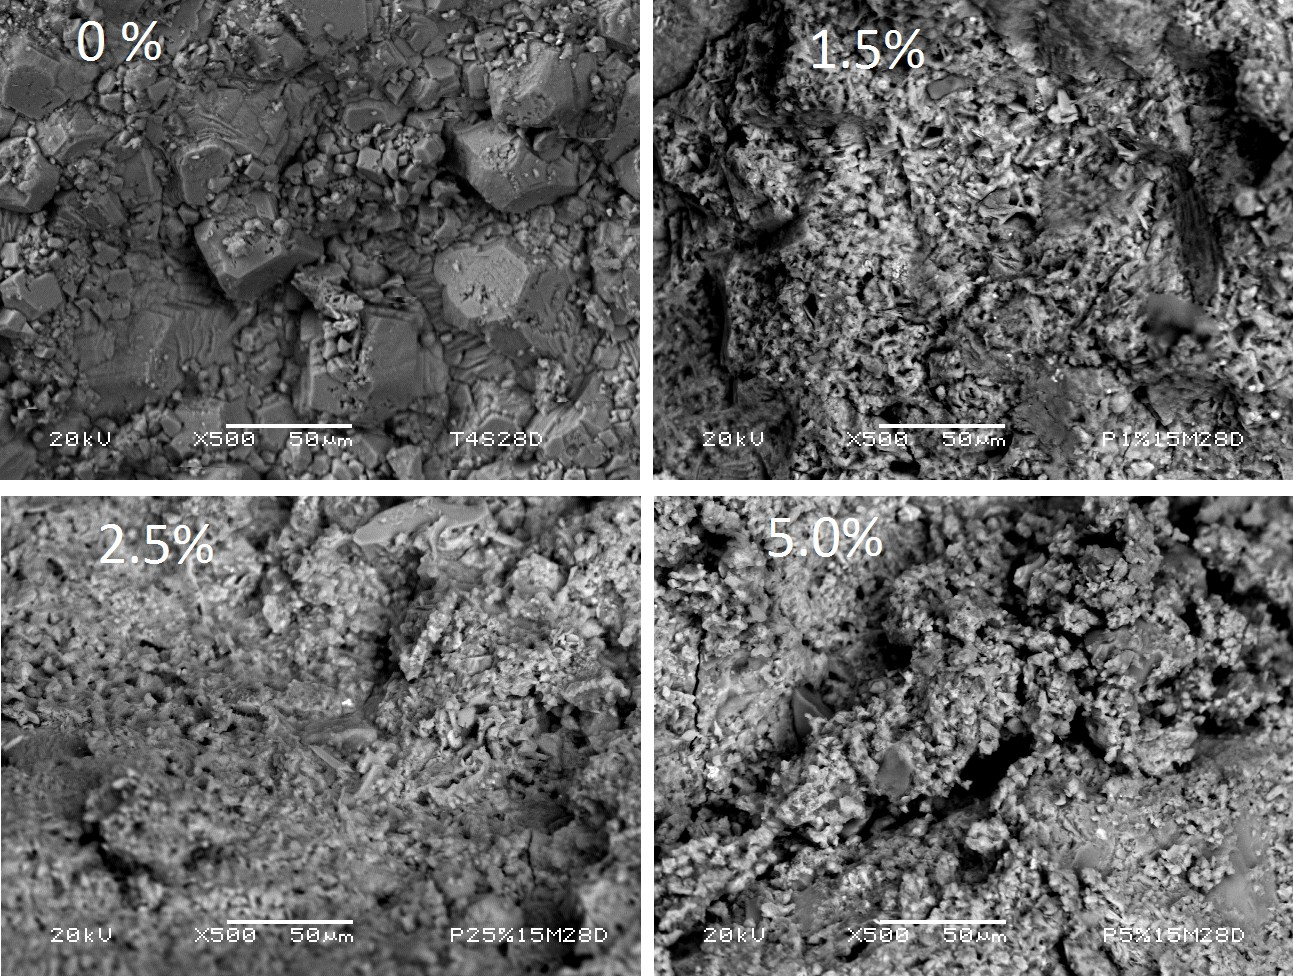 0 %
20kV X500 50µm T4628D
1.5%
20kV X500 50µm P1%15M28D
2.5%
20kV X500 50µm P25%15M28D
5.0%
20kV X500 50µm P5%15M28D